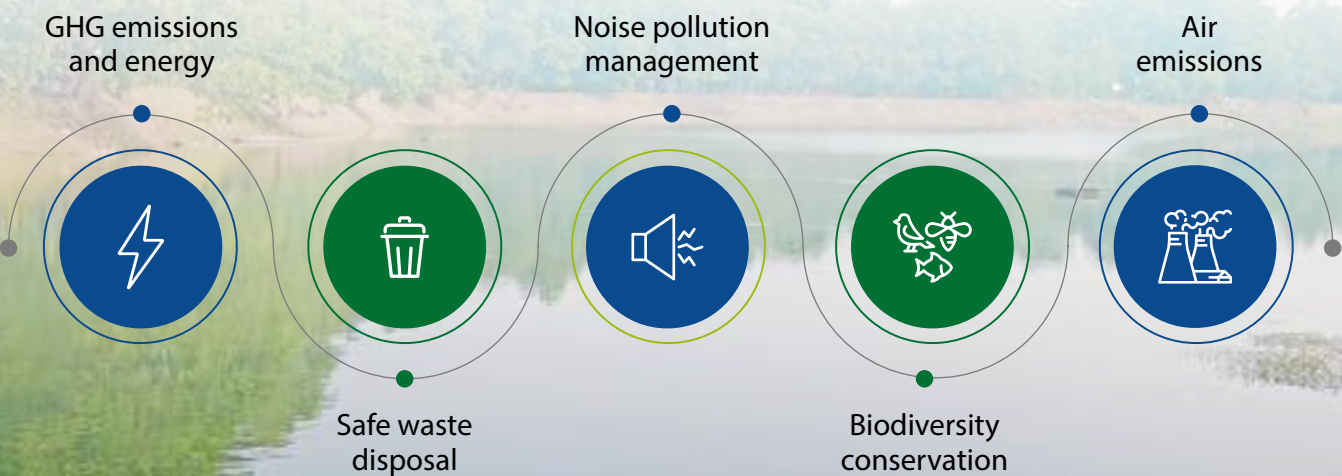 GHG emissions
and energy
Safe waste
disposal
Noise pollution
management
Biodiversity
conservation
Air
emissions